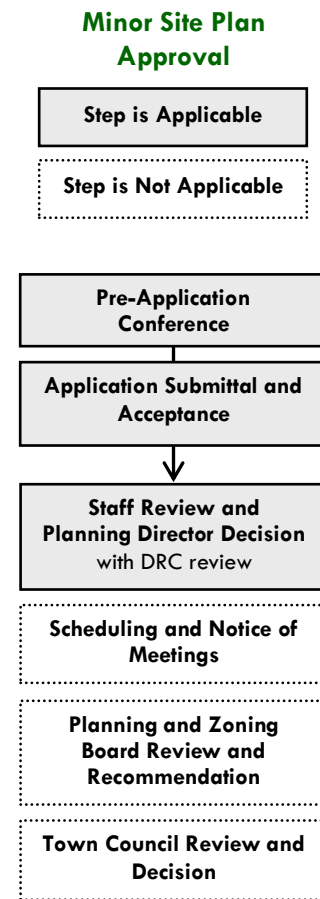 Minor Site Plan
Approval
Step is Applicable
Step is Not Applicable
Pre-Application
Conference
Application Submittal and
Acceptance
Staff Review and
Planning Director Decision
with DRC review
Scheduling and Notice of
Meetings
Planning and Zoning
Board Review and
Recommendation
Town Council Review and
Decision